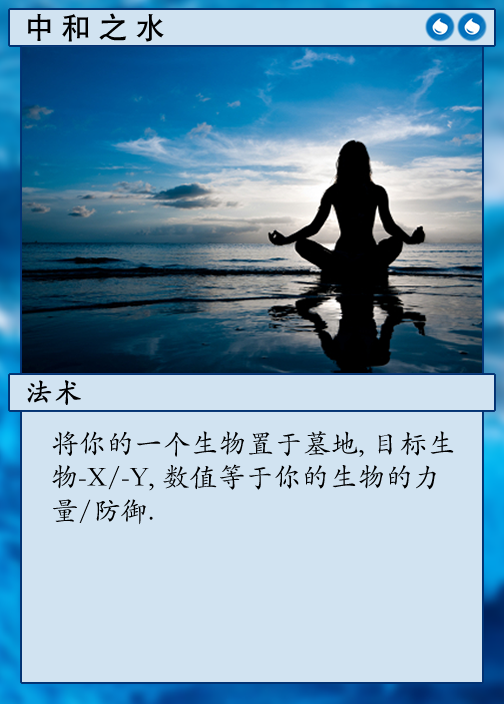 中和之水
法术
将你的一个生物置于墓地, 目标生
物-X/-Y, 数值等于你的生物的力
量/防御.